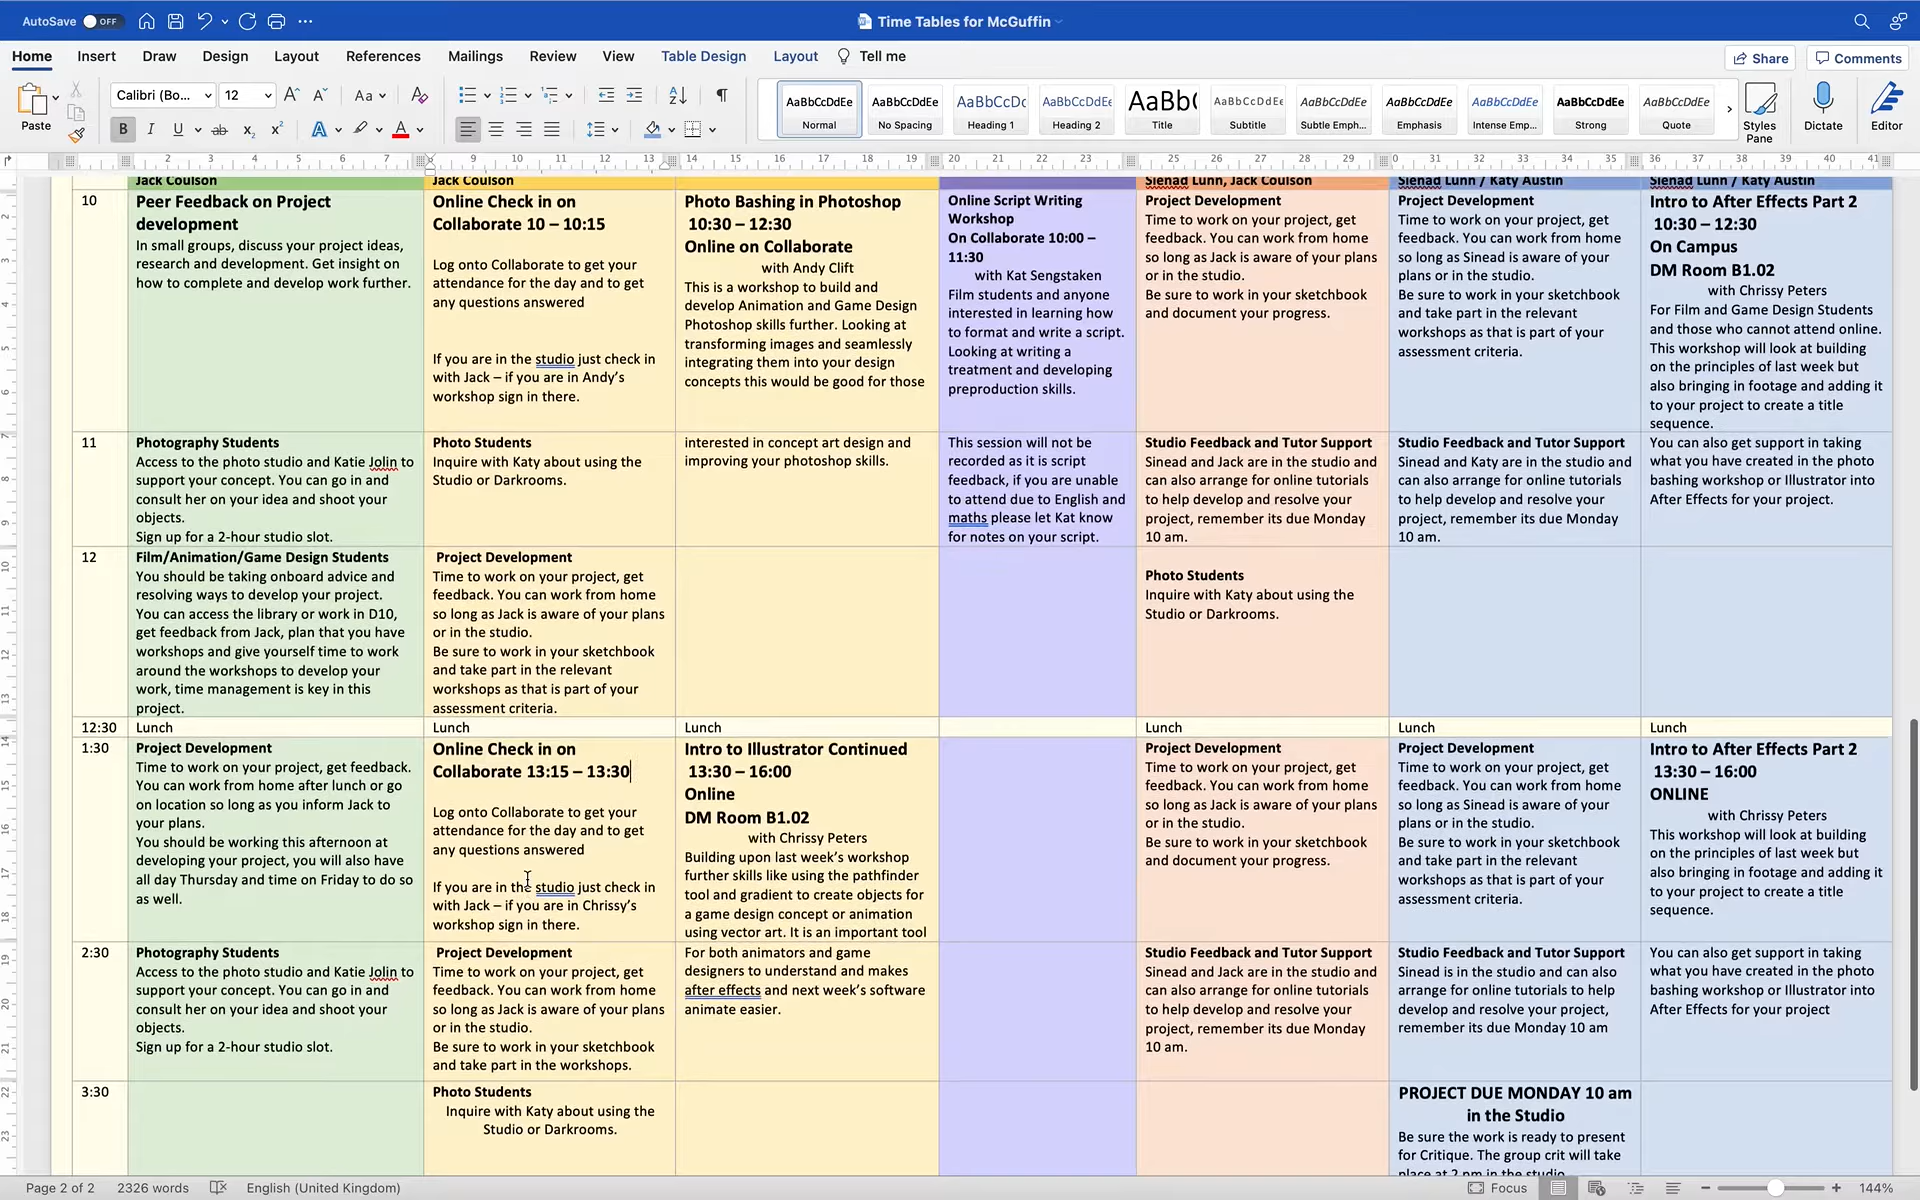 AutoSave OFF
Time Tables for McGuffin
Home Insert Draw Design Layout References Mailings Review View Table Design Layout Tell me
Share Comments
Paste
Calibri (Bo... 12
AaBbCcDdEe AaBbCcDdEe AaBbCcDc AaBbCcDdEe AaBb( AaBbCcDdEe AaBbCcDdEe AaBbCcDdEe AaBbCcDdEe AaBbCcDdEe AaBbCcDdEe
Normal No Spacing Heading 1 Heading 2 Title Subtitle Subtle Emph... Emphasis Intense Emp... Strong Quote
Styles
Pane
Dictate
Editor
2 3 4 5 6 7 9 10 11 12 13 14 15 16 17 18 19 20 21 22 23 25 26 27 28 29 0 31 32 33 34 35 36 37 38 39 40 41
Jack Coulson
Jack Coulson
Sienad Lunn, Jack Coulson
Sienad Lunn / Katy Austin
Sienad Lunn / Katy Austin
10
Peer Feedback on Project
development
In small groups, discuss your project ideas,
research and development. Get insight on
how to complete and develop work further.
Online Check in on
Collaborate 10 – 10:15
Log onto Collaborate to get your
attendance for the day and to get
any questions answered
If you are in the studio just check in
with Jack – if you are in Andy's
workshop sign in there.
Photo Bashing in Photoshop
10:30 – 12:30
Online on Collaborate
with Andy Clift
This is a workshop to build and
develop Animation and Game Design
Photoshop skills further. Looking at
transforming images and seamlessly
integrating them into your design
concepts this would be good for those
Online Script Writing
Workshop
On Collaborate 10:00 –
11:30
with Kat Sengstaken
Film students and anyone
interested in learning how
to format and write a script.
Looking at writing a
treatment and developing
preproduction skills.
Project Development
Time to work on your project, get
feedback. You can work from home
so long as Jack is aware of your plans
or in the studio.
Be sure to work in your sketchbook
and document your progress.
Project Development
Time to work on your project, get
feedback. You can work from home
so long as Sinead is aware of your
plans or in the studio.
Be sure to work in your sketchbook
and take part in the relevant
workshops as that is part of your
assessment criteria.
Intro to After Effects Part 2
10:30 – 12:30
On Campus
DM Room B1.02
with Chrissy Peters
For Film and Game Design Students
and those who cannot attend online.
This workshop will look at building
on the principles of last week but
also bringing in footage and adding it
to your project to create a title
sequence.
11
Photography Students
Access to the photo studio and Katie Jolin to
support your concept. You can go in and
consult her on your idea and shoot your
objects.
Sign up for a 2-hour studio slot.
Photo Students
Inquire with Katy about using the
Studio or Darkrooms.
interested in concept art design and
improving your photoshop skills.
This session will not be
recorded as it is script
feedback, if you are unable
to attend due to English and
maths please let Kat know
for notes on your script.
Studio Feedback and Tutor Support
Sinead and Jack are in the studio and
can also arrange for online tutorials
to help develop and resolve your
project, remember its due Monday
10 am.
Studio Feedback and Tutor Support
Sinead and Katy are in the studio and
can also arrange for online tutorials
to help develop and resolve your
project, remember its due Monday
10 am.
You can also get support in taking
what you have created in the photo
bashing workshop or Illustrator into
After Effects for your project.
12
Film/Animation/Game Design Students
You should be taking onboard advice and
resolving ways to develop your project.
You can access the library or work in D10,
get feedback from Jack, plan that you have
workshops and give yourself time to work
around the workshops to develop your
work, time management is key in this
project.
Project Development
Time to work on your project, get
feedback. You can work from home
so long as Jack is aware of your plans
or in the studio.
Be sure to work in your sketchbook
and take part in the relevant
workshops as that is part of your
assessment criteria.
Photo Students
Inquire with Katy about using the
Studio or Darkrooms.
12:30 Lunch Lunch Lunch Lunch Lunch Lunch
1:30
Project Development
Time to work on your project, get feedback.
You can work from home after lunch or go
on location so long as you inform Jack to
your plans.
You should be working this afternoon at
developing your project, you will also have
all day Thursday and time on Friday to do so
as well.
Online Check in on
Collaborate 13:15 – 13:30
Log onto Collaborate to get your
attendance for the day and to get
any questions answered
If you are in the studio just check in
with Jack – if you are in Chrissy's
workshop sign in there.
Intro to Illustrator Continued
13:30 – 16:00
Online
DM Room B1.02
with Chrissy Peters
Building upon last week's workshop
further skills like using the pathfinder
tool and gradient to create objects for
a game design concept or animation
using vector art. It is an important tool
Project Development
Time to work on your project, get
feedback. You can work from home
so long as Jack is aware of your plans
or in the studio.
Be sure to work in your sketchbook
and document your progress.
Project Development
Time to work on your project, get
feedback. You can work from home
so long as Sinead is aware of your
plans or in the studio.
Be sure to work in your sketchbook
and take part in the relevant
workshops as that is part of your
assessment criteria.
Intro to After Effects Part 2
13:30 – 16:00
ONLINE
with Chrissy Peters
This workshop will look at building
on the principles of last week but
also bringing in footage and adding it
to your project to create a title
sequence.
2:30
Photography Students
Access to the photo studio and Katie Jolin to
support your concept. You can go in and
consult her on your idea and shoot your
objects.
Sign up for a 2-hour studio slot.
Project Development
Time to work on your project, get
feedback. You can work from home
so long as Jack is aware of your plans
or in the studio.
Be sure to work in your sketchbook
and take part in the workshops.
For both animators and game
designers to understand and makes
after effects and next week's software
animate easier.
Studio Feedback and Tutor Support
Sinead and Jack are in the studio and
can also arrange for online tutorials
to help develop and resolve your
project, remember its due Monday
10 am.
Studio Feedback and Tutor Support
Sinead is in the studio and can also
arrange for online tutorials to help
develop and resolve your project,
remember its due Monday 10 am
You can also get support in taking
what you have created in the photo
bashing workshop or Illustrator into
After Effects for your project
3:30
Photo Students
Inquire with Katy about using the
Studio or Darkrooms.
PROJECT DUE MONDAY 10 am
in the Studio
Be sure the work is ready to present
for Critique. The group crit will take
place at 2 pm in the studio
Page 2 of 2 2326 words English (United Kingdom) Focus 144%